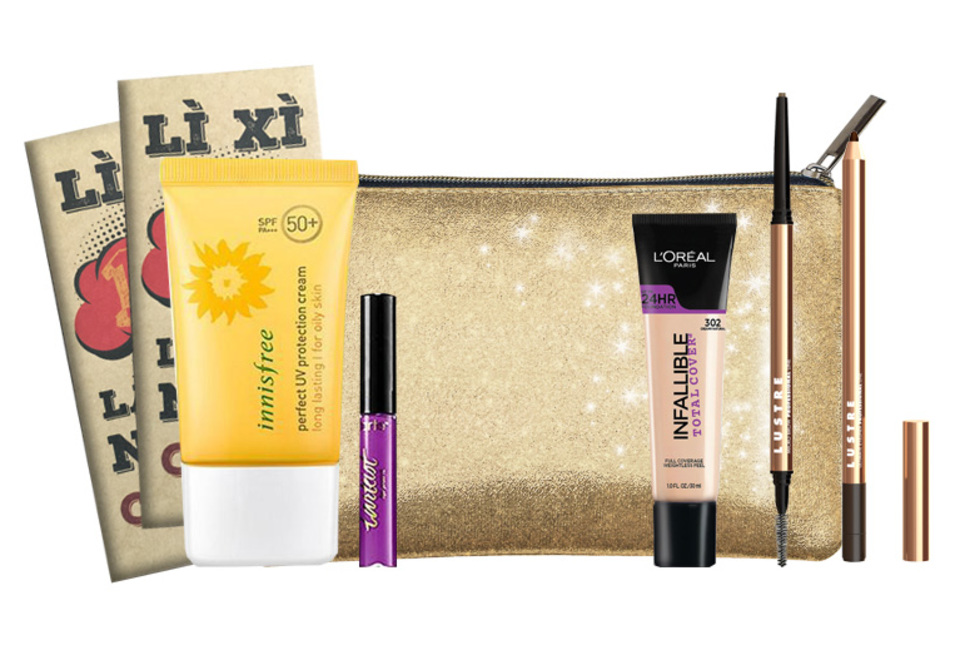 LÌ XÌ
LÌ
SPF
PA+++
50+
innisfree
perfect UV protection cream
long lasting | for oily skin
L'ORÉAL
PARIS
24HR
302
INFALLIBLE
TOTAL COVER
FULL COVERAGE
WEIGHTLESS FEEL
1.0 FL. OZ/30 ml
LUSTRE
LUSTRE